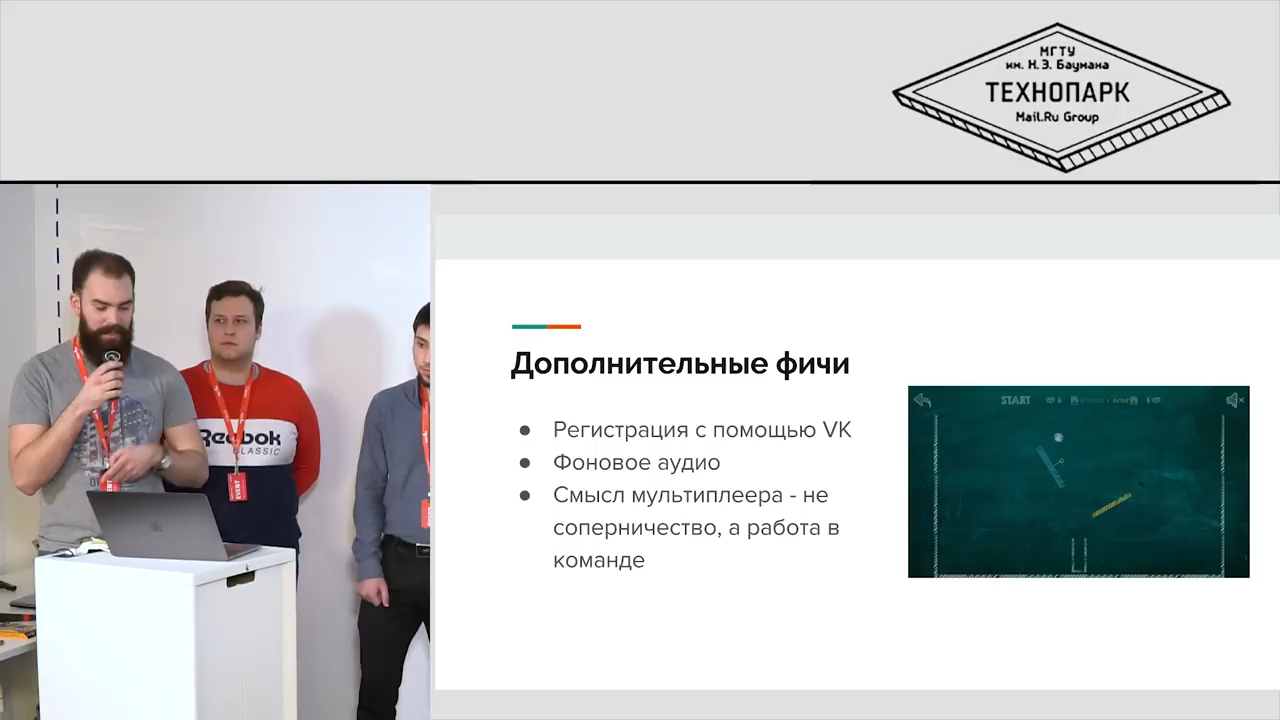 МГТУ
им. Н.Э. Баумана
ТЕХНОПАРК
Mail.Ru Group
Дополнительные фичи
START
● Регистрация с помощью VK
● Фоновое аудио
● Смысл мультиплеера - не
соперничество, а работа в
команде
Reebok
CLASSIC
EVENT